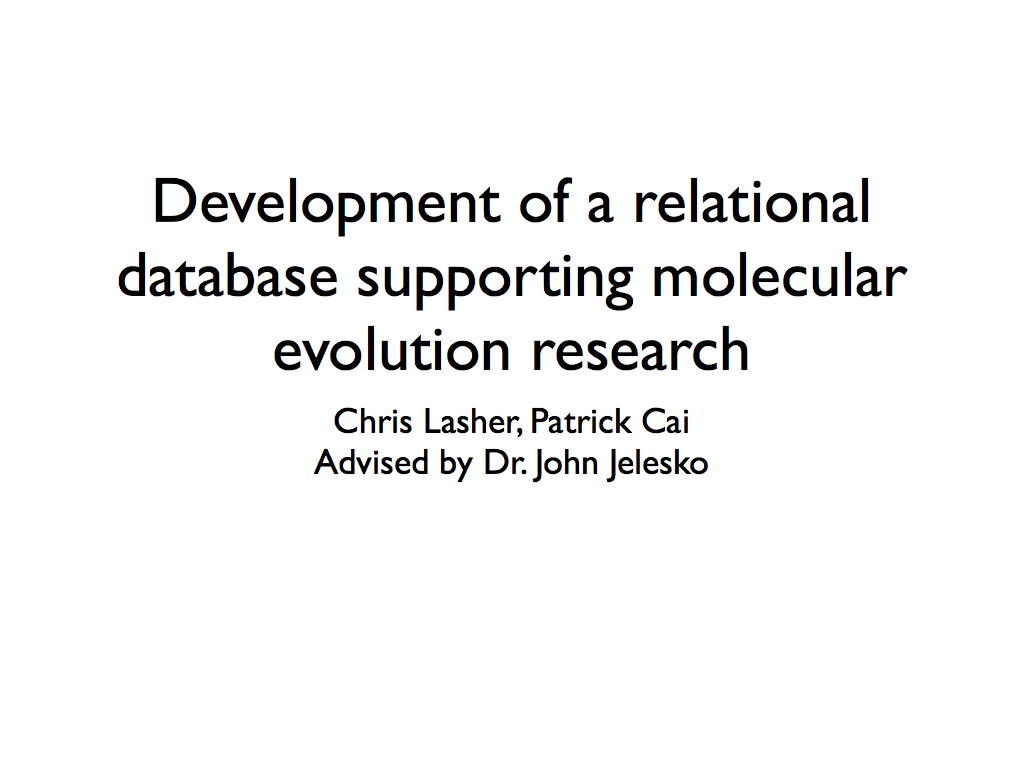 Development of a relational
database supporting molecular
evolution research
Chris Lasher, Patrick Cai
Advised by Dr. John Jelesko